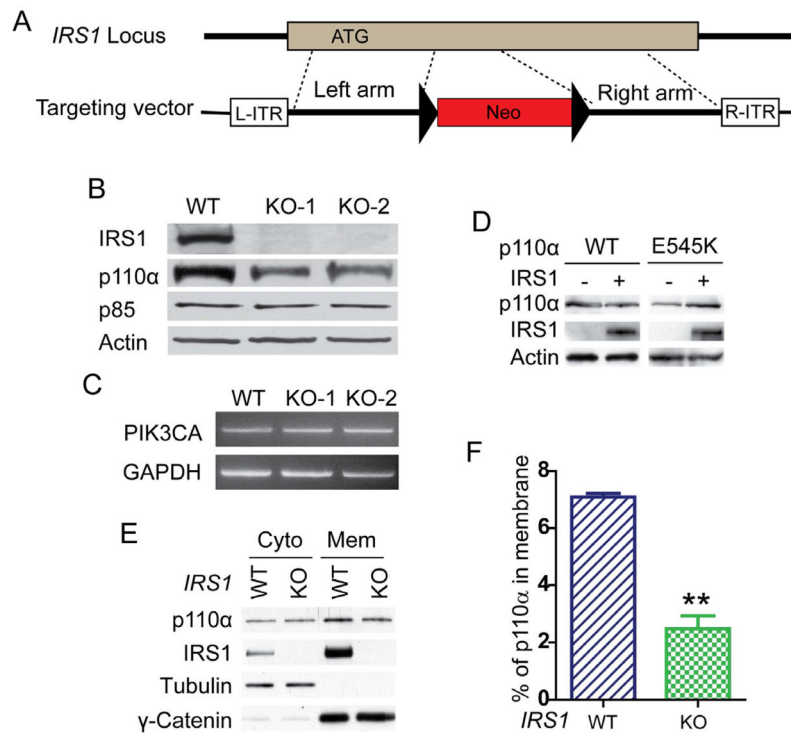 A
IRS1 Locus
ATG
Targeting vector
L-ITR
Left arm
Neo
Right arm
R-ITR
B
WT KO-1 KO-2
IRS1
p110α
p85
Actin
C
WT KO-1 KO-2
PIK3CA
GAPDH
D
p110α WT E545K
IRS1 - + - +
p110α
IRS1
Actin
E
Cyto Mem
IRS1 WT KO WT KO
p110α
IRS1
Tubulin
γ-Catenin
F
% of p110α in membrane
8
6
4
2
0
**
IRS1 WT KO